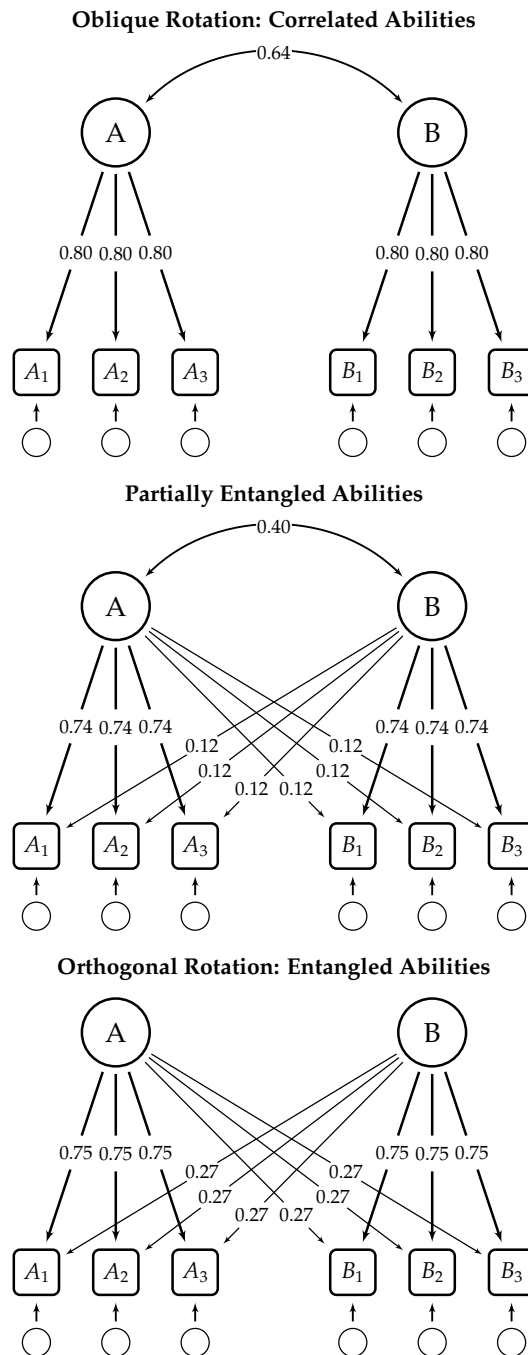 Oblique Rotation: Correlated Abilities
0.64
A B
0.80 0.80 0.80 0.80 0.80 0.80
A₁ A₂ A₃ B₁ B₂ B₃
Partially Entangled Abilities
0.40
A B
0.74 0.74 0.74 0.74 0.74 0.74
0.12 0.12
0.12 0.12
0.12 0.12
A₁ A₂ A₃ B₁ B₂ B₃
Orthogonal Rotation: Entangled Abilities
A B
0.75 0.75 0.75 0.75 0.75 0.75
0.27 0.27
0.27 0.27
0.27 0.27
A₁ A₂ A₃ B₁ B₂ B₃